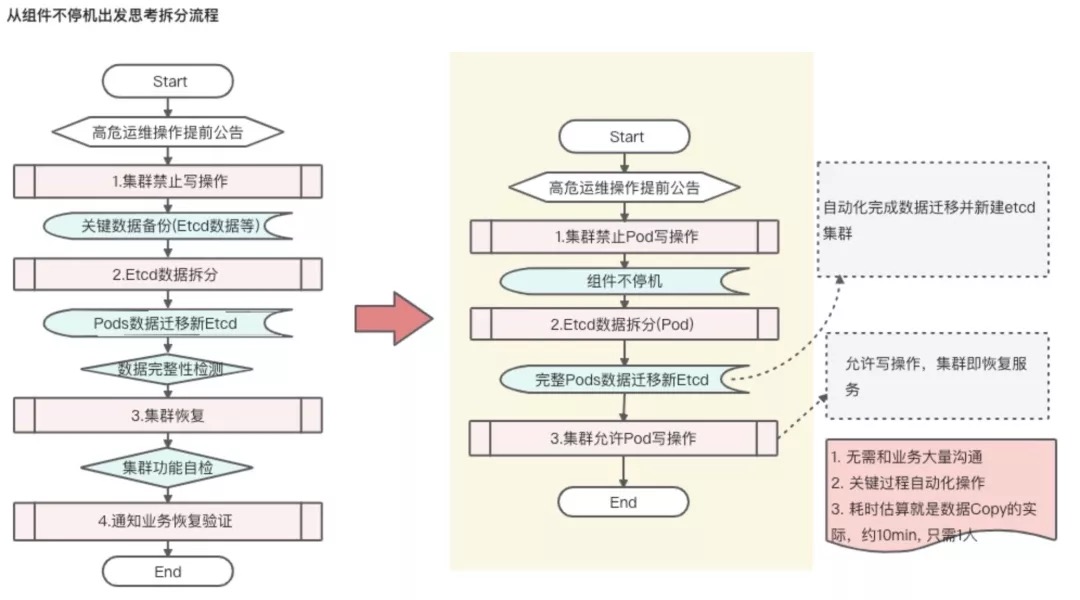 从组件不停机出发思考拆分流程
Start
高危运维操作提前公告
1.集群禁止写操作
关键数据备份(Etcd数据等)
2.Etcd数据拆分
Pods数据迁移新Etcd
数据完整性检测
3.集群恢复
集群功能自检
4.通知业务恢复验证
End
Start
高危运维操作提前公告
1.集群禁止Pod写操作
组件不停机
2.Etcd数据拆分(Pod)
完整Pods数据迁移新Etcd
3.集群允许Pod写操作
End
自动化完成数据迁移并新建etcd
集群
允许写操作，集群即恢复服
务
1. 无需和业务大量沟通
2. 关键过程自动化操作
3. 耗时估算就是数据Copy的实
际，约10min, 只需1人